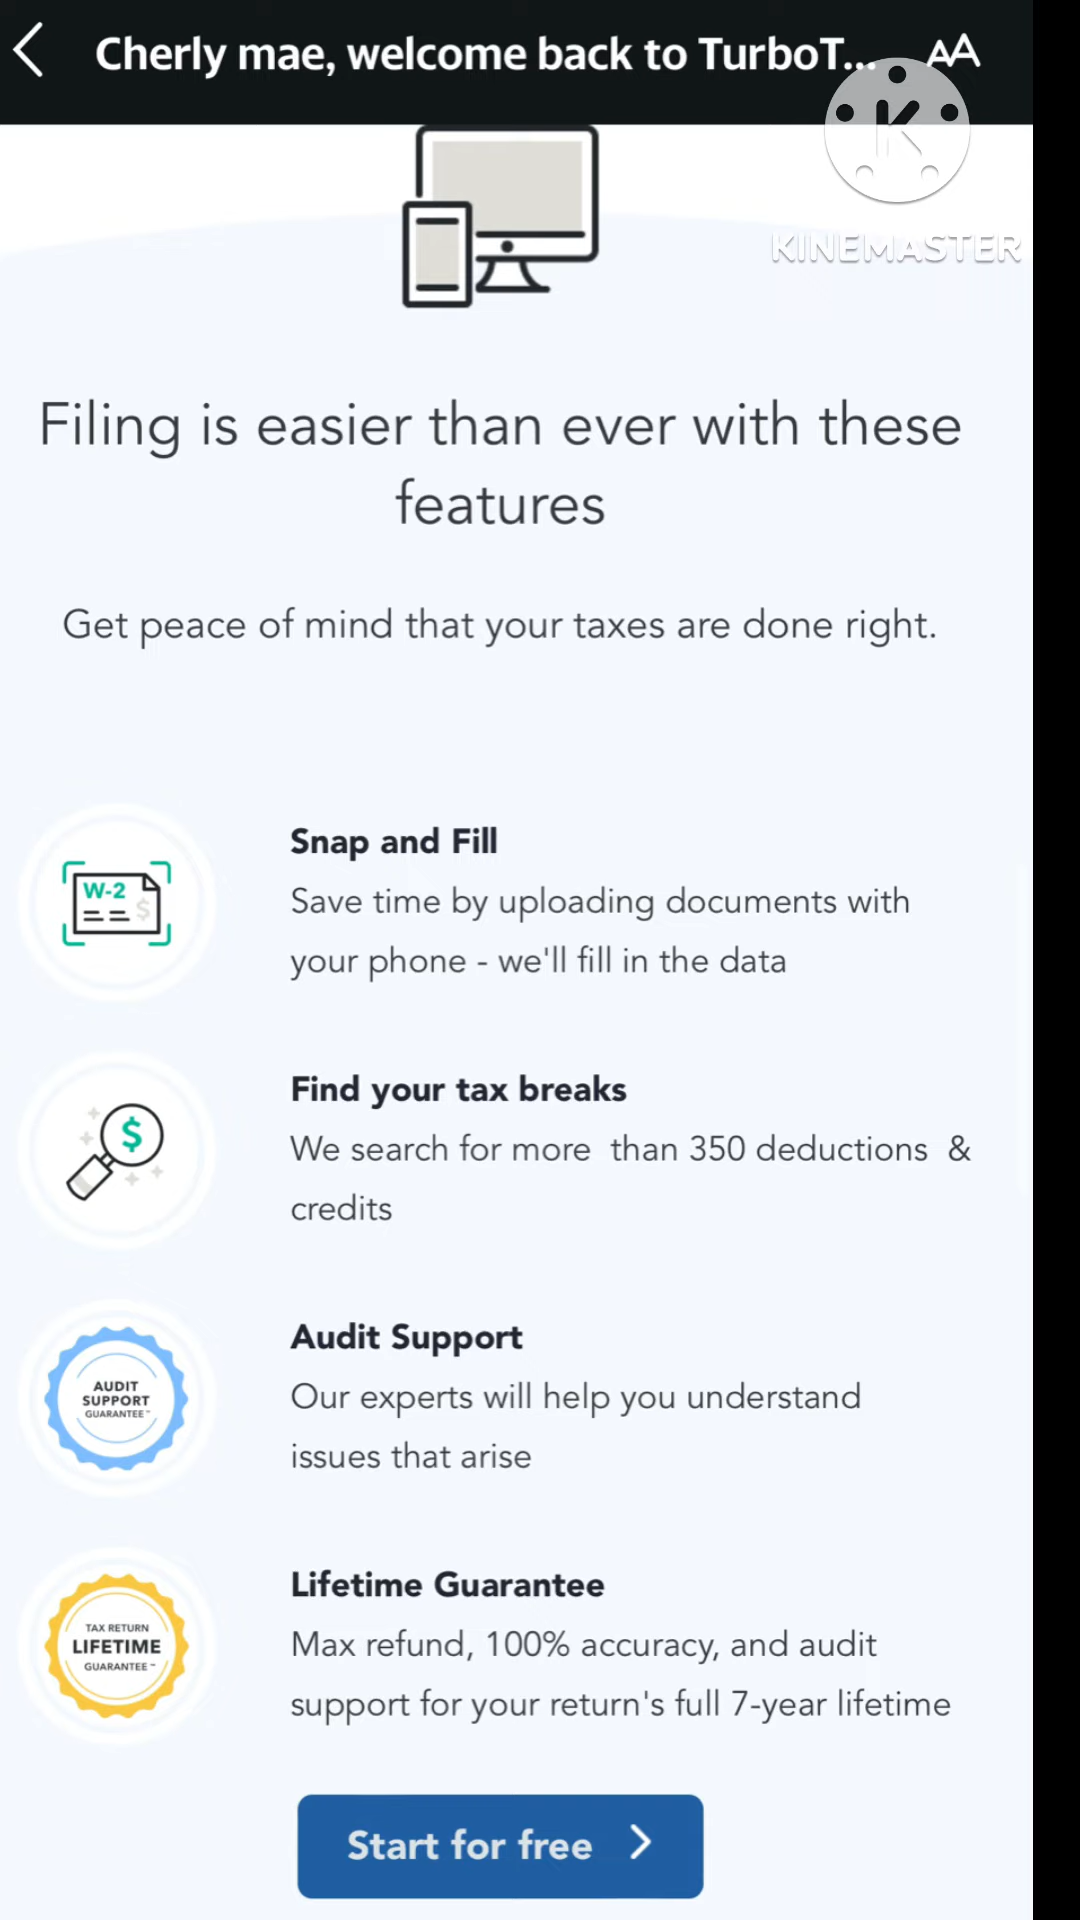 Cherly mae, welcome back to TurboT... AA
KINEMASTER
Filing is easier than ever with these
features
Get peace of mind that your taxes are done right.
W-2
$
Snap and Fill
Save time by uploading documents with
your phone - we'll fill in the data
$
Find your tax breaks
We search for more than 350 deductions &
credits
AUDIT
SUPPORT
GUARANTEE™
Audit Support
Our experts will help you understand
issues that arise
TAX RETURN
LIFETIME
GUARANTEE™
Lifetime Guarantee
Max refund, 100% accuracy, and audit
support for your return's full 7-year lifetime
Start for free